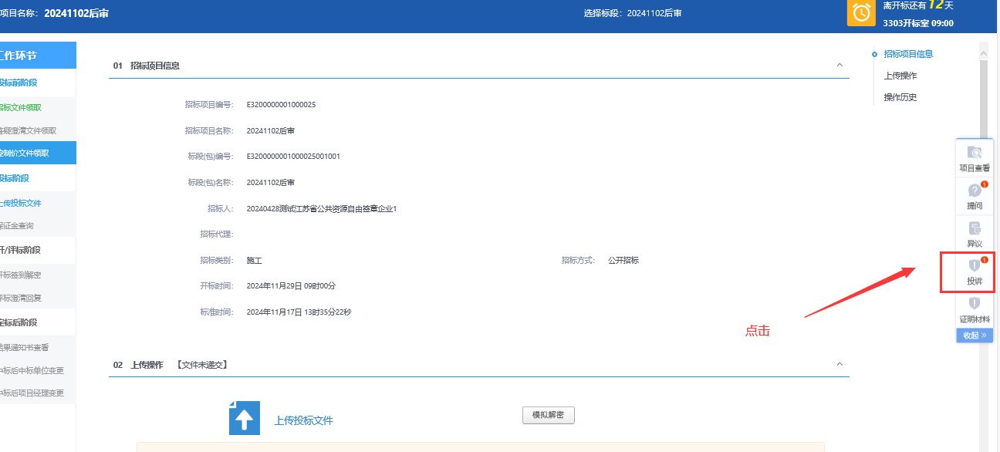 项目名称: 20241102后审
选择标段: 20241102后审
离开标还有12天
3303开标室 09:00
工作环节
投标前阶段
招标文件领取
答疑澄清文件领取
控制价文件领取
投标阶段
上传投标文件
保证金查询
开/评标阶段
开标签到解密
评标澄清回复
定标后阶段
结果通知书查看
中标后中标单位变更
中标后项目经理变更
01 招标项目信息
招标项目编号: E3200000001000025
招标项目名称: 20241102后审
标段(包)编号: E3200000001000025001001
标段(包)名称: 20241102后审
招标人: 20240428测试江苏省公共资源自由签章企业1
招标代理:
招标类别: 施工 招标方式: 公开招标
开标时间: 2024年11月29日 09时00分
标准时间: 2024年11月17日 13时35分22秒
点击
02 上传操作 【文件未递交】
上传投标文件
模拟解密
招标项目信息
上传操作
操作历史
项目查看
1
提问
异议
1
投诉
证明材料
收起 »